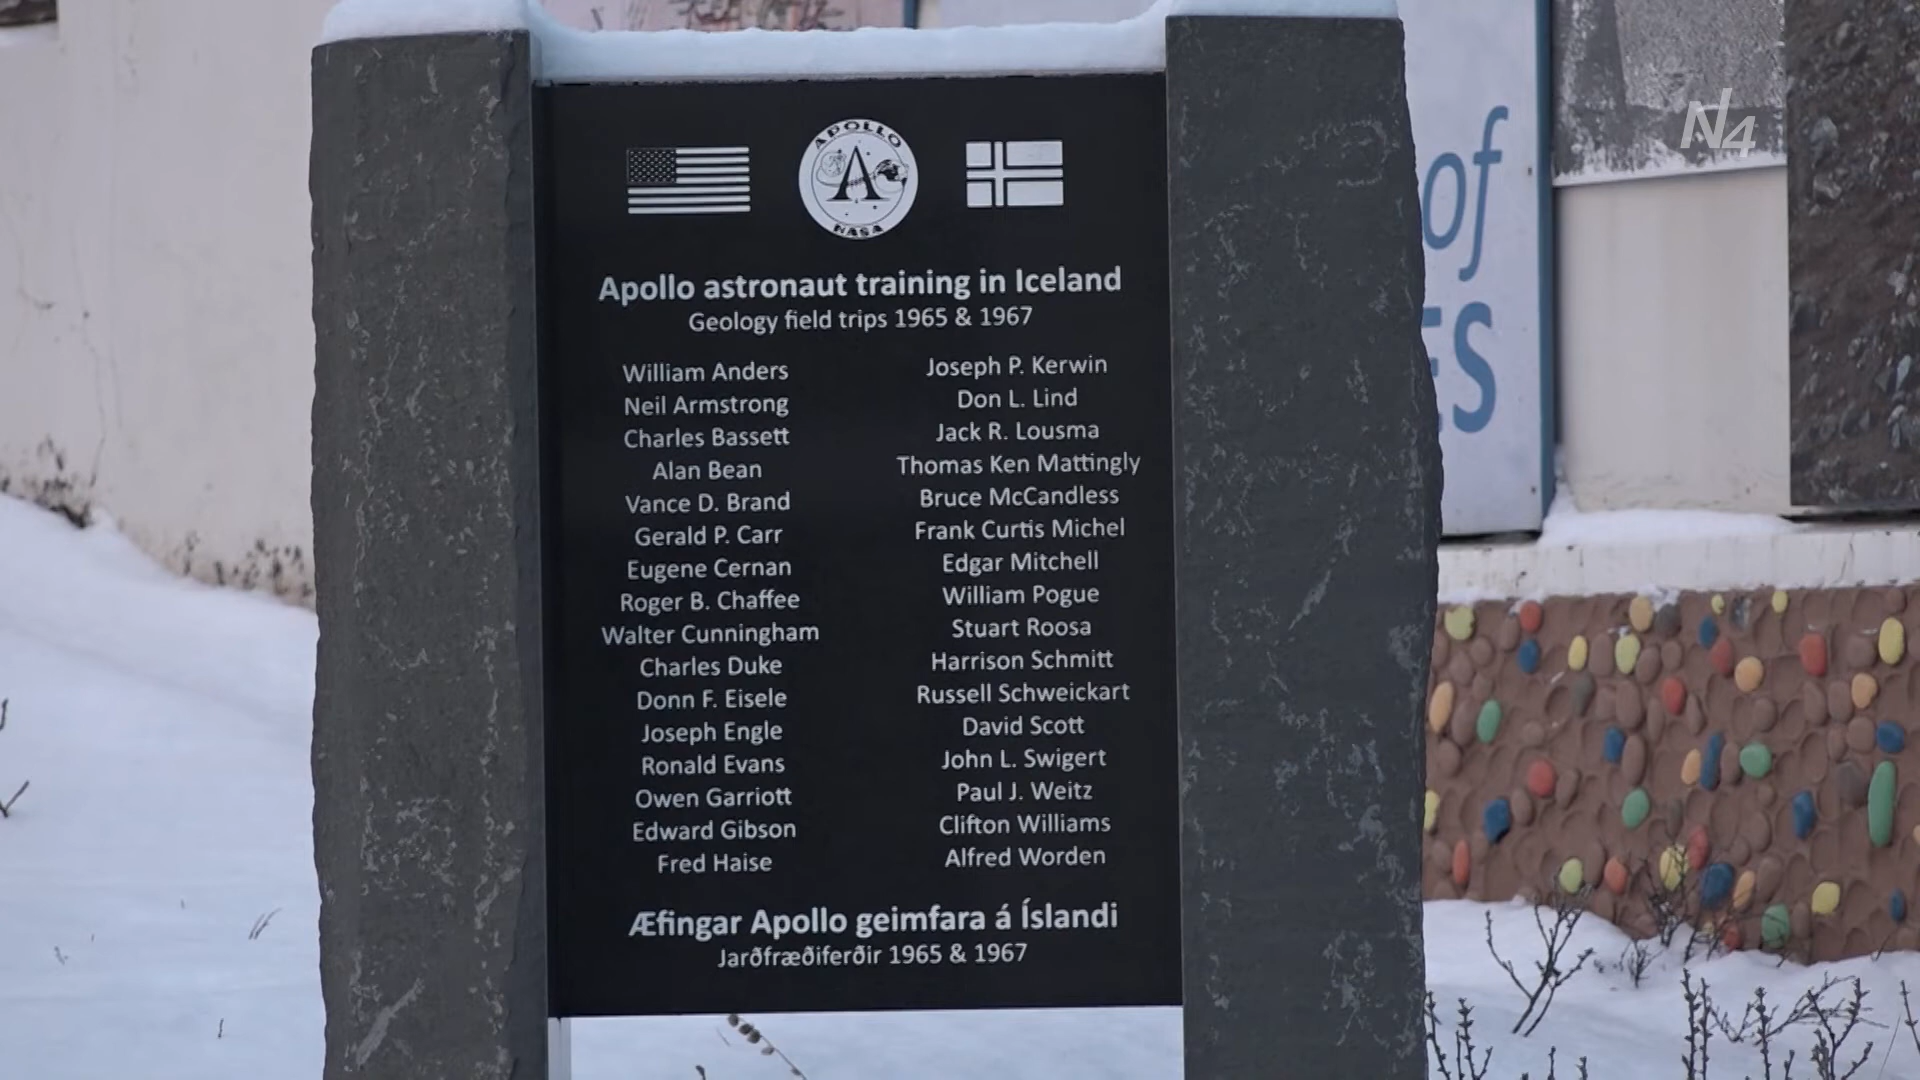 N4
APOLLO
A
NASA
Apollo astronaut training in Iceland
Geology field trips 1965 & 1967
William Anders
Neil Armstrong
Charles Bassett
Alan Bean
Vance D. Brand
Gerald P. Carr
Eugene Cernan
Roger B. Chaffee
Walter Cunningham
Charles Duke
Donn F. Eisele
Joseph Engle
Ronald Evans
Owen Garriott
Edward Gibson
Fred Haise
Joseph P. Kerwin
Don L. Lind
Jack R. Lousma
Thomas Ken Mattingly
Bruce McCandless
Frank Curtis Michel
Edgar Mitchell
William Pogue
Stuart Roosa
Harrison Schmitt
Russell Schweickart
David Scott
John L. Swigert
Paul J. Weitz
Clifton Williams
Alfred Worden
Æfingar Apollo geimfara á Íslandi
Jarðfræðiferðir 1965 & 1967
of